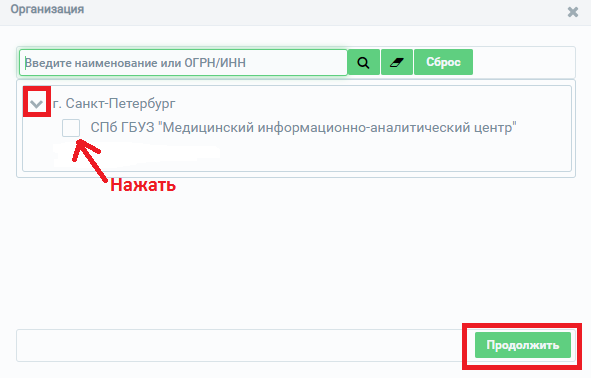 Организация
Введите наименование или ОГРН/ИНН
Сброс
г. Санкт-Петербург
СПб ГБУЗ "Медицинский информационно-аналитический центр"
Нажать
Продолжить